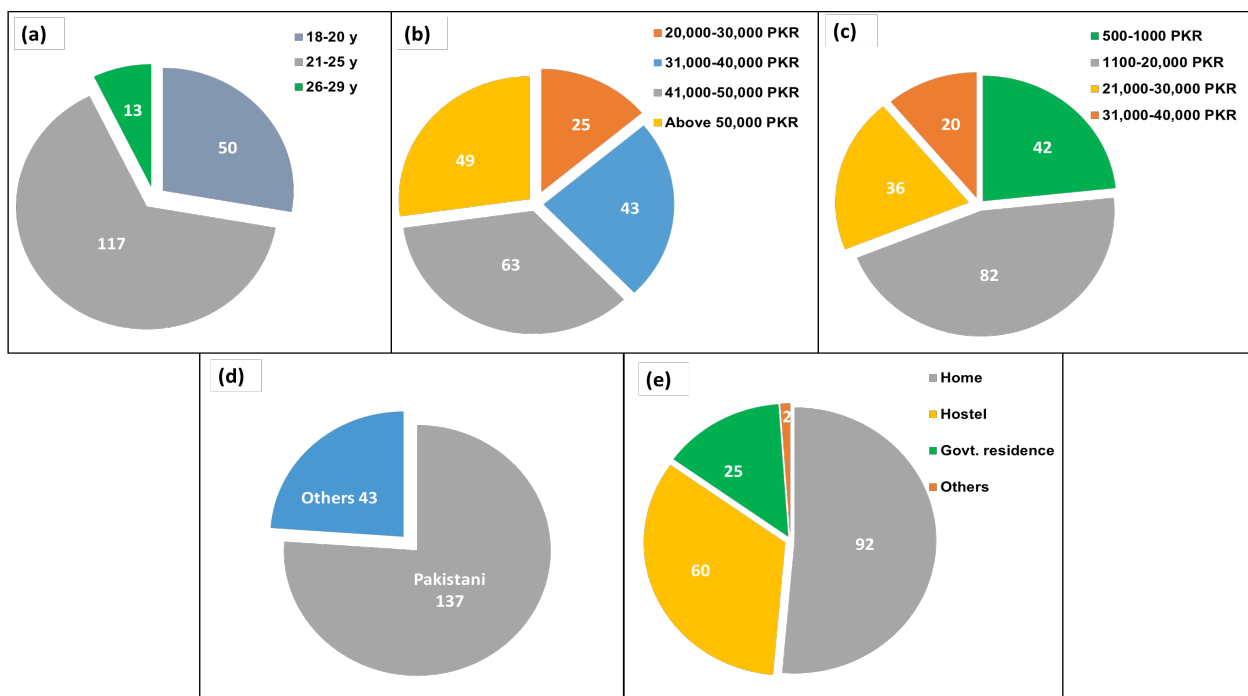 (a)
18-20 y
21-25 y
26-29 y
13
50
117
(b)
20,000-30,000 PKR
31,000-40,000 PKR
41,000-50,000 PKR
Above 50,000 PKR
25
49
43
63
(c)
500-1000 PKR
1100-20,000 PKR
21,000-30,000 PKR
31,000-40,000 PKR
20
42
36
82
(d)
Others 43
Pakistani
137
(e)
Home
Hostel
Govt. residence
Others
2
25
92
60